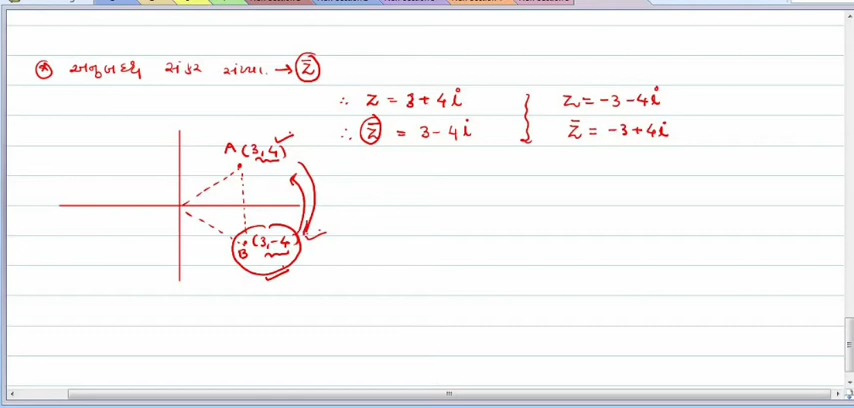 * અનુબદ્ધ સંકર સંખ્યા → z̄
∴ z = 3 + 4i
∴ z̄ = 3 - 4i
z = -3 - 4i
z̄ = -3 + 4i
A (3, 4)
(3, -4)
B